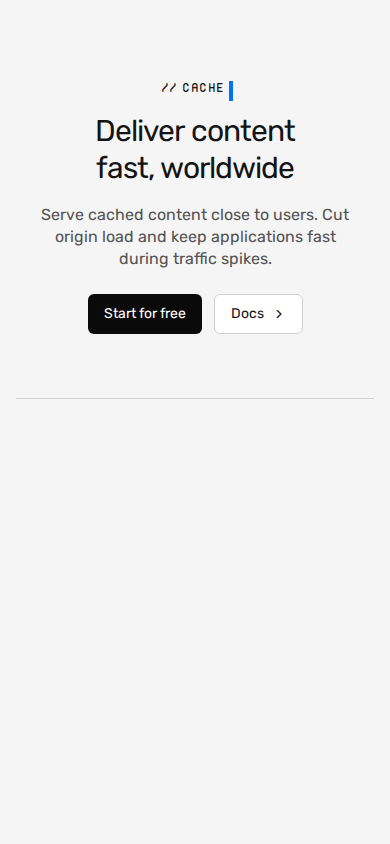 // CACHE
Deliver content
fast, worldwide
Serve cached content close to users. Cut
origin load and keep applications fast
during traffic spikes.
Start for free
Docs